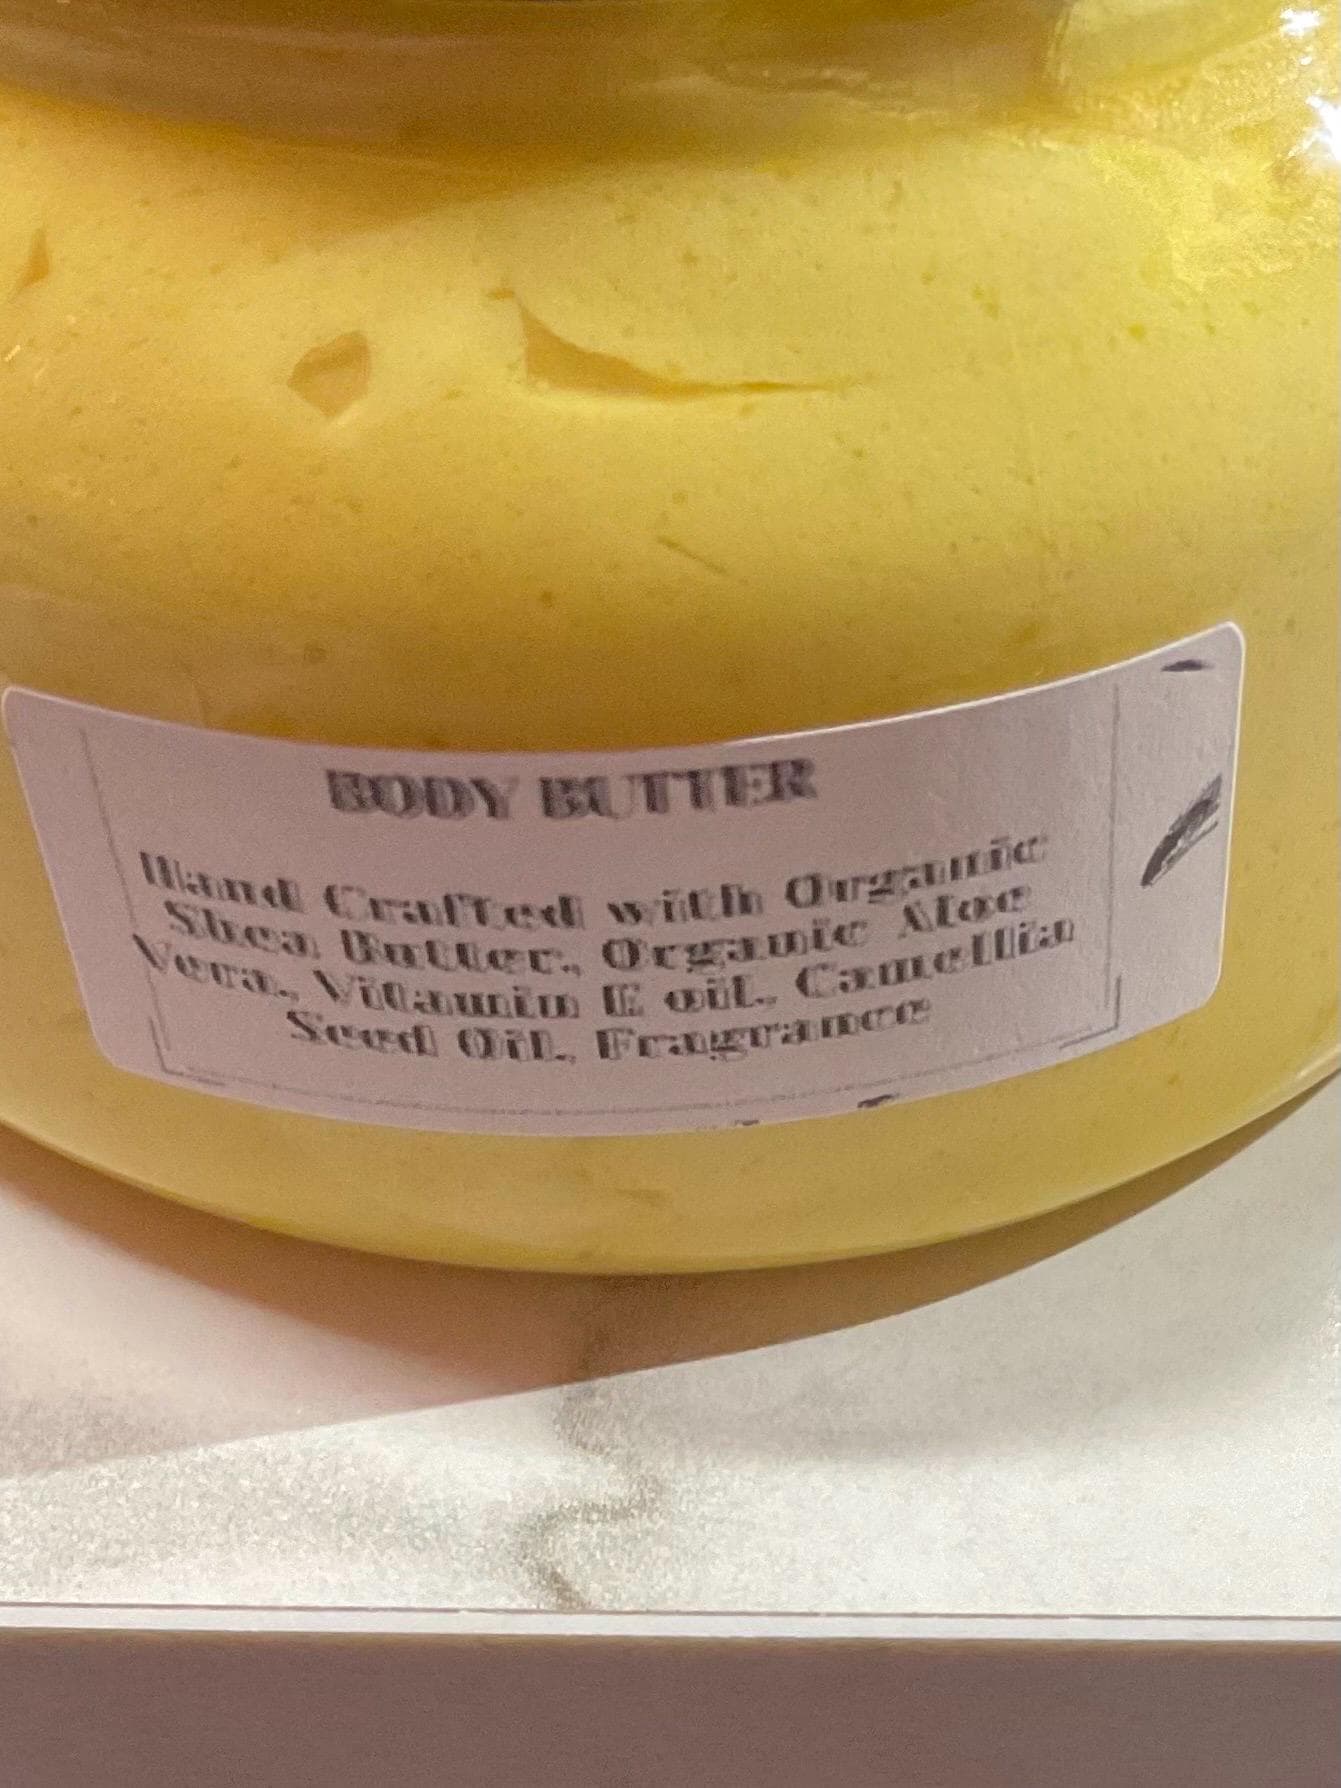 BODY BUTTER
Hand Crafted with Organic
Shea Butter, Organic Aloe
Vera, Vitamin E oil, Camellia
Seed Oil, Fragrance